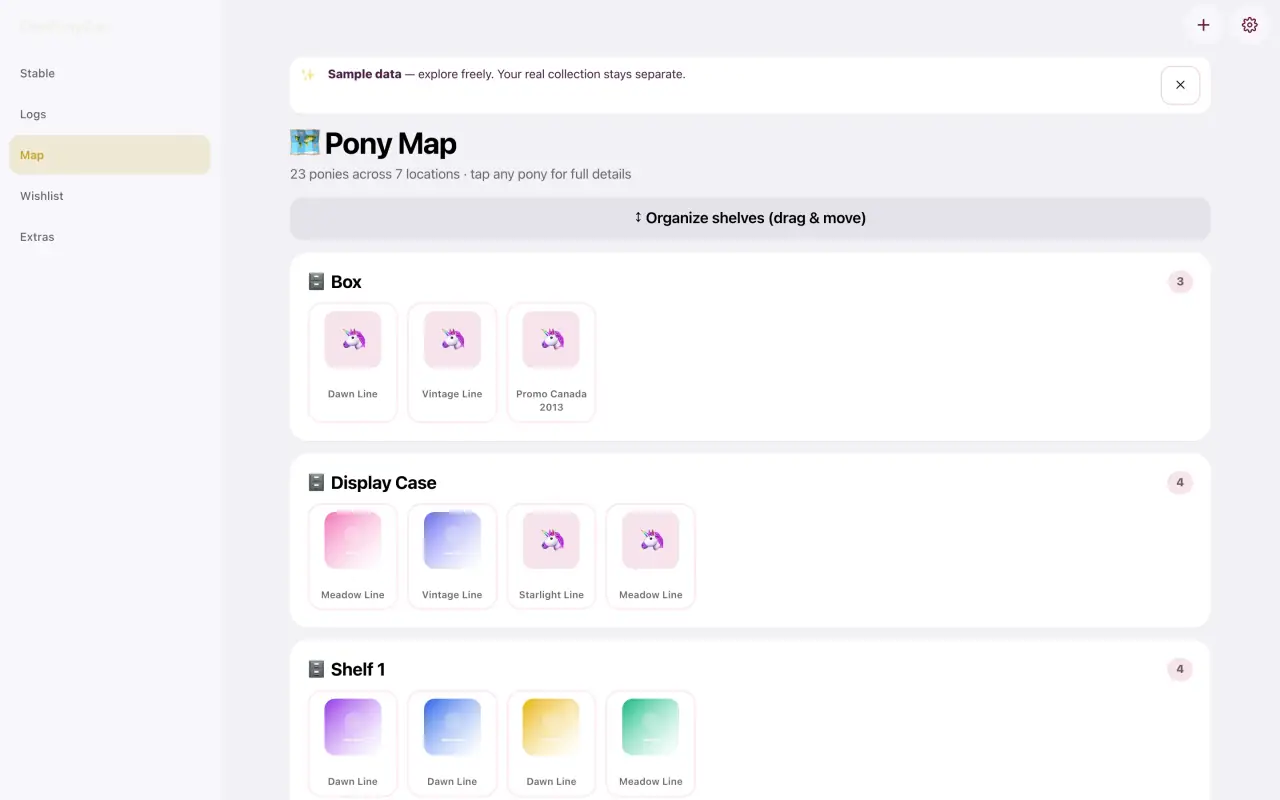 Stable
Logs
Map
Wishlist
Extras
Sample data — explore freely. Your real collection stays separate.
Pony Map
23 ponies across 7 locations · tap any pony for full details
Organize shelves (drag & move)
Box
3
Dawn Line
Vintage Line
Promo Canada
2013
Display Case
4
Meadow Line
Vintage Line
Starlight Line
Meadow Line
Shelf 1
4
Dawn Line
Dawn Line
Dawn Line
Meadow Line